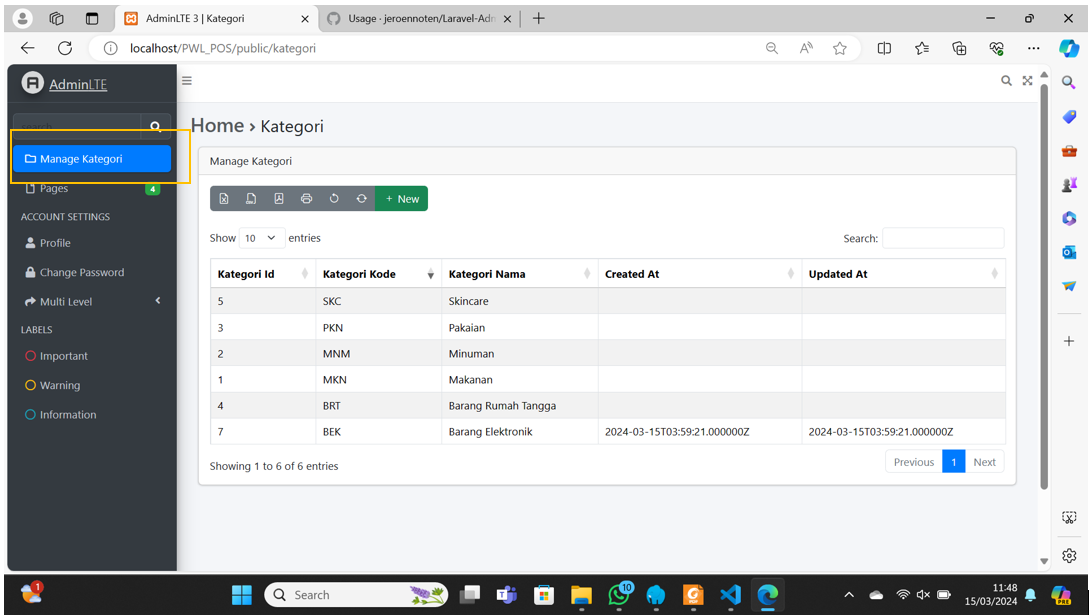 AdminLTE 3 | Kategori
Usage · jeroennoten/Laravel-Adn
localhost/PWL_POS/public/kategori
AdminLTE
search
Home › Kategori
Manage Kategori
Manage Kategori
Pages 4
+ New
ACCOUNT SETTINGS
Profile
Change Password
Multi Level
LABELS
Important
Warning
Information
Show 10 entries
Search:
Kategori Id Kategori Kode Kategori Nama Created At Updated At
5 SKC Skincare
3 PKN Pakaian
2 MNM Minuman
1 MKN Makanan
4 BRT Barang Rumah Tangga
7 BEK Barang Elektronik 2024-03-15T03:59:21.000000Z 2024-03-15T03:59:21.000000Z
Showing 1 to 6 of 6 entries
Previous 1 Next
1
Search
10
11:48
15/03/2024
PRE